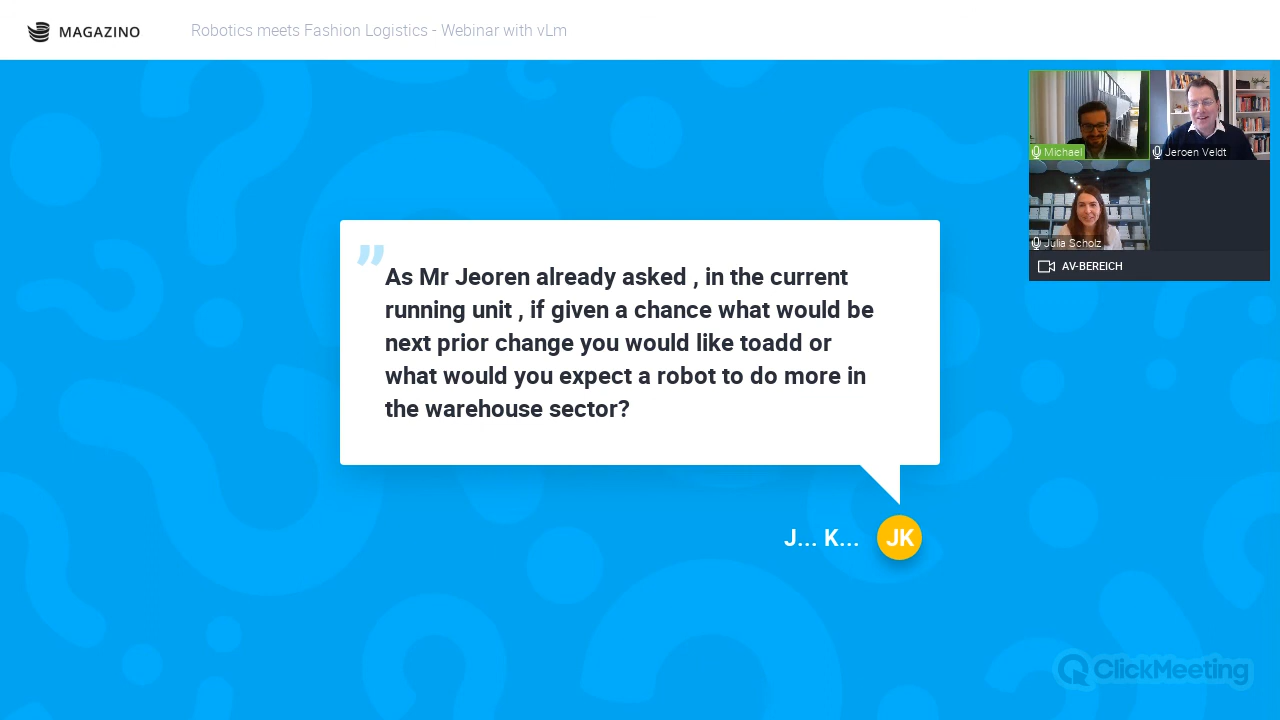 MAGAZINO
Robotics meets Fashion Logistics - Webinar with vLm
Michael
Jeroen Veldt
Julia Scholz
AV-BEREICH
”
As Mr Jeoren already asked , in the current
running unit , if given a chance what would be
next prior change you would like toadd or
what would you expect a robot to do more in
the warehouse sector?
J... K...
JK
ClickMeeting